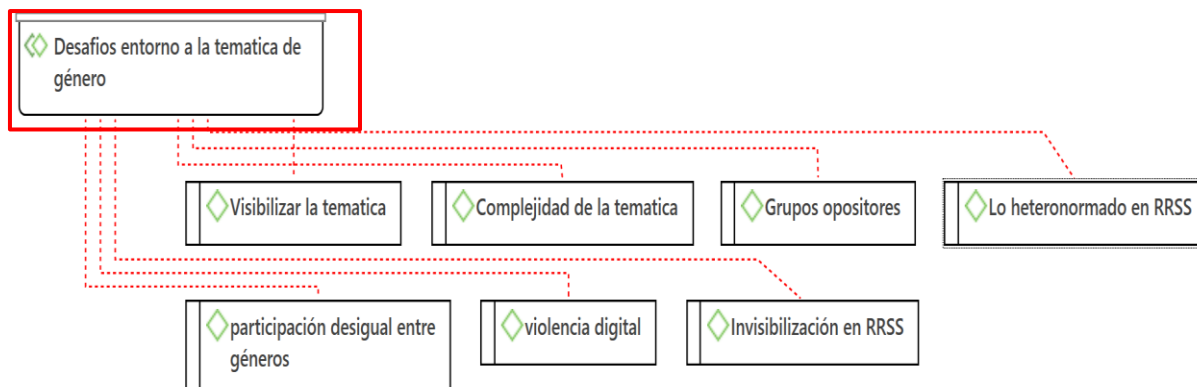 Desafios entorno a la tematica de
género
Visibilizar la tematica
Complejidad de la tematica
Grupos opositores
Lo heteronormado en RRSS
participación desigual entre
géneros
violencia digital
Invisibilización en RRSS